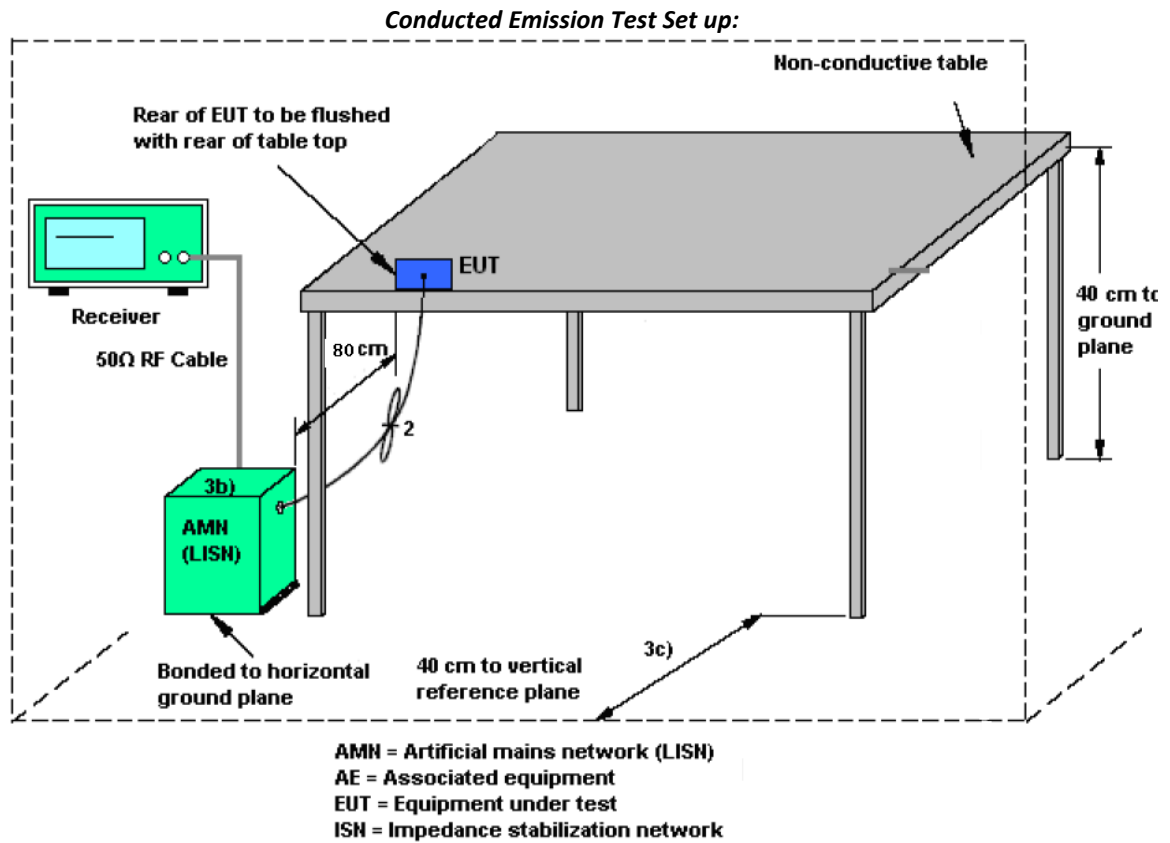 Conducted Emission Test Set up:
Non-conductive table
Rear of EUT to be flushed
with rear of table top
EUT
Receiver
50Ω RF Cable
80 cm
40 cm to
ground
plane
2
3b)
AMN
(LISN)
Bonded to horizontal
ground plane
40 cm to vertical
reference plane
3c)
AMN = Artificial mains network (LISN)
AE = Associated equipment
EUT = Equipment under test
ISN = Impedance stabilization network